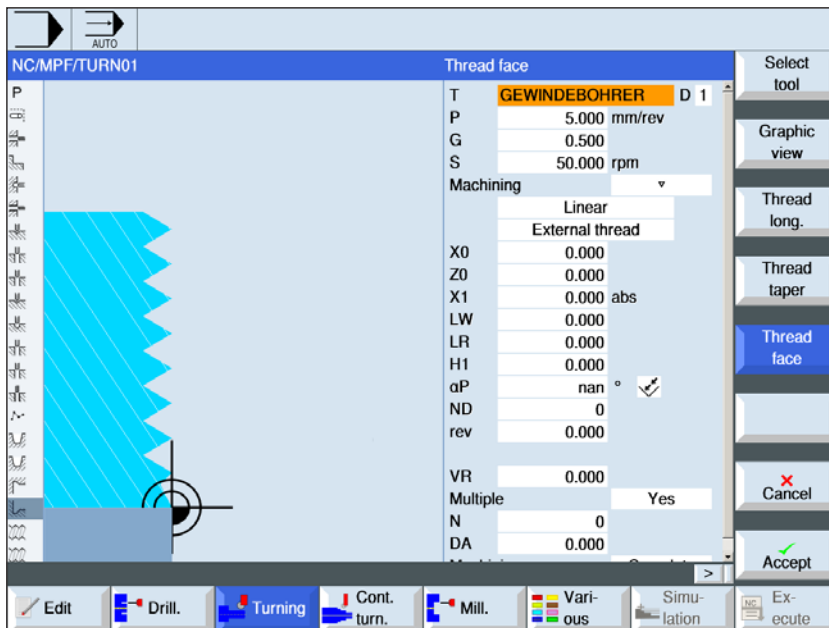 AUTO
NC/MPF/TURN01
Thread face
P
T GEWINDEBOHRER D 1
P 5.000 mm/rev
G 0.500
S 50.000 rpm
Machining ▿
Linear
External thread
X0 0.000
Z0 0.000
X1 0.000 abs
LW 0.000
LR 0.000
H1 0.000
αP nan °
ND 0
rev 0.000
VR 0.000
Multiple Yes
N 0
DA 0.000
>
Select
tool
Graphic
view
Thread
long.
Thread
taper
Thread
face
Cancel
Accept
Edit
Drill.
Turning
Cont.
turn.
Mill.
Vari-
ous
Simu-
lation
NC
Ex-
ecute